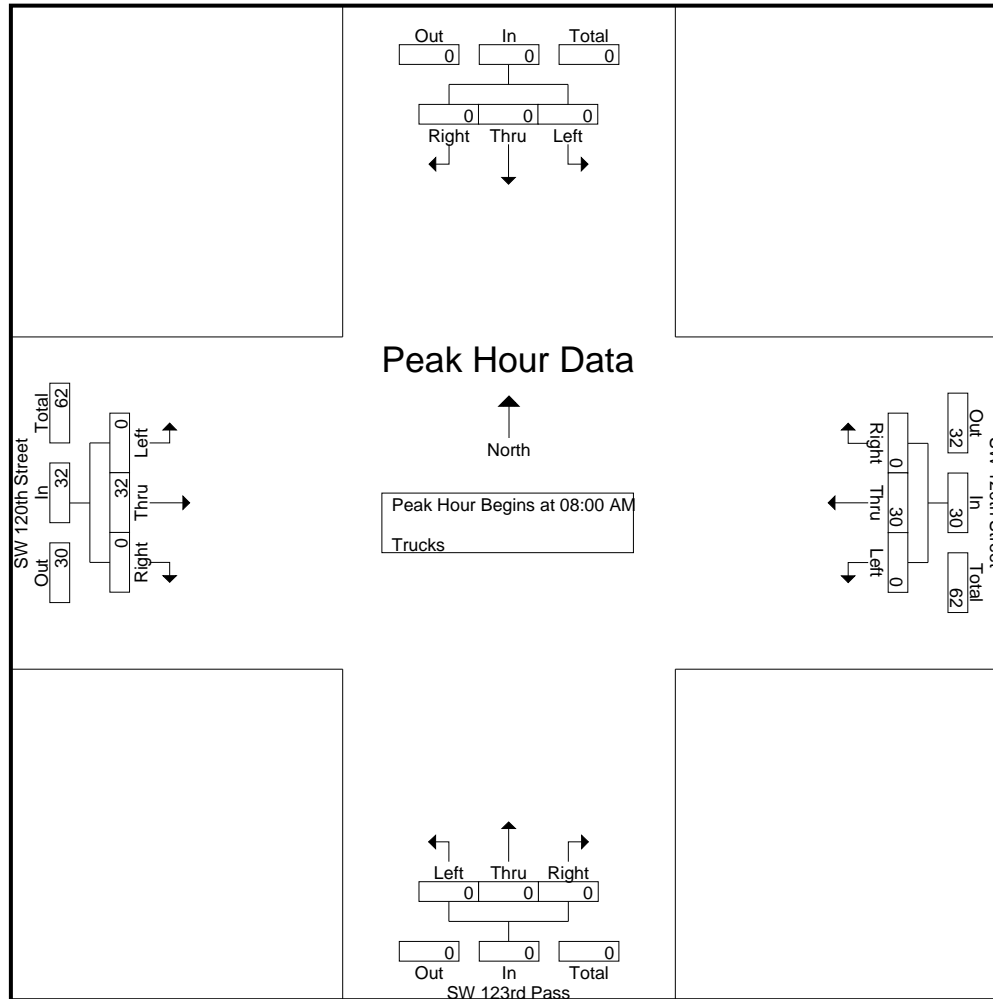 Out In Total
0 0 0
0 0 0
Right Thru Left
Peak Hour Data
North
Peak Hour Begins at 08:00 AM
Trucks
SW 120th Street
Out In Total
30 32 62
0 32 0
Right Thru Left
Out In Total
32 30 62
0 30 0
Right Thru Left
Left Thru Right
0 0 0
0 0 0
Out In Total
SW 123rd Pass